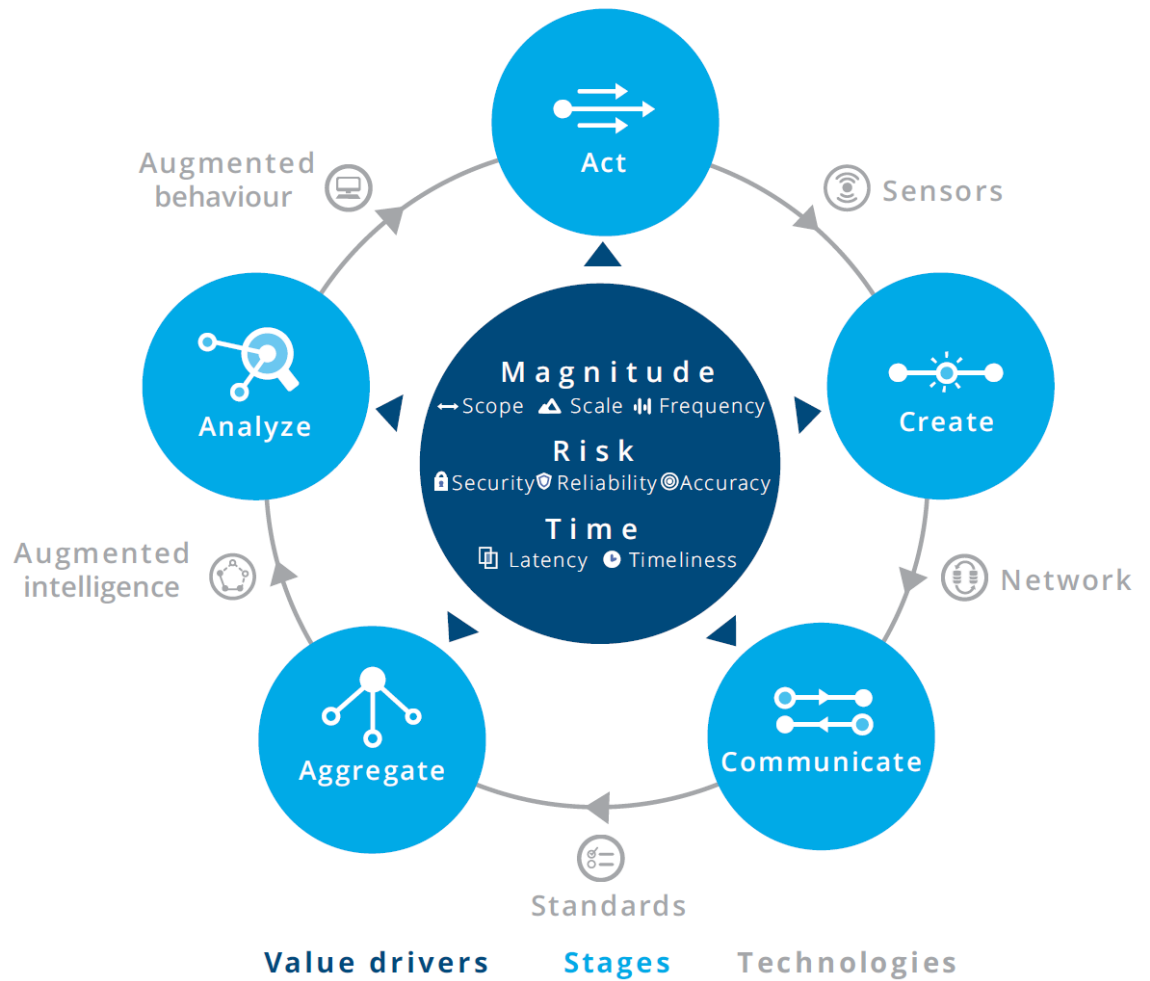 Act
Augmented
behaviour
Sensors
Analyze
Create
Magnitude
Scope Scale Frequency
Risk
Security Reliability Accuracy
Time
Latency Timeliness
Augmented
intelligence
Network
Aggregate
Communicate
Standards
Value drivers Stages Technologies